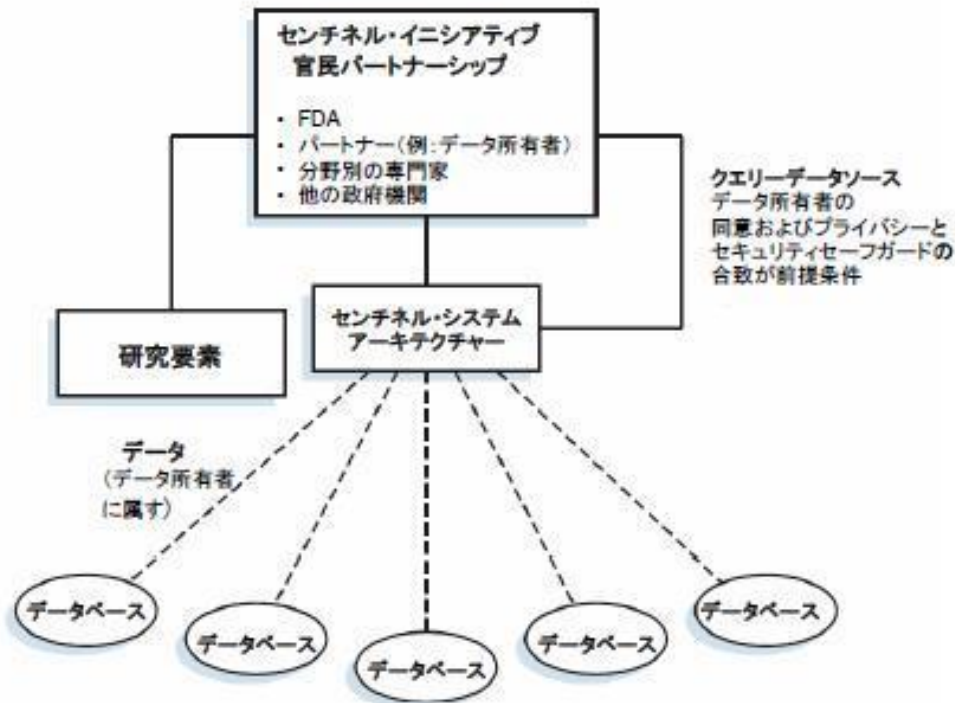 センチネル・イニシアティブ
官民パートナーシップ
・ FDA
・ パートナー(例:データ所有者)
・ 分野別の専門家
・ 他の政府機関
クエリーデータソース
データ所有者の
同意およびプライバシーと
セキュリティセーフガードの
合致が前提条件
センチネル・システム
アーキテクチャー
研究要素
データ
(データ所有者
に属す)
データベース
データベース
データベース
データベース
データベース